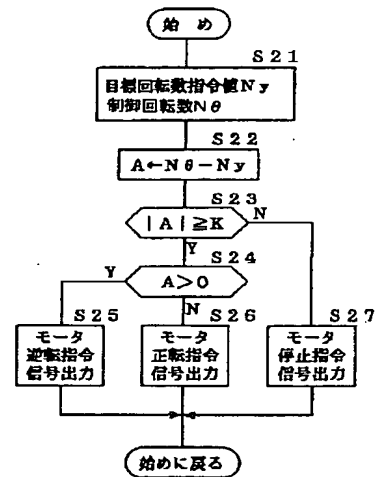 始め
S21
目標回転数指令値Ny
制御回転数Nθ
S22
A←Nθ−Ny
S23
|A|≧K
N
Y
S24
Y
A>0
N
S25
モータ
逆転指令
信号出力
S26
モータ
正転指令
信号出力
S27
モータ
停止指令
信号出力
始めに戻る